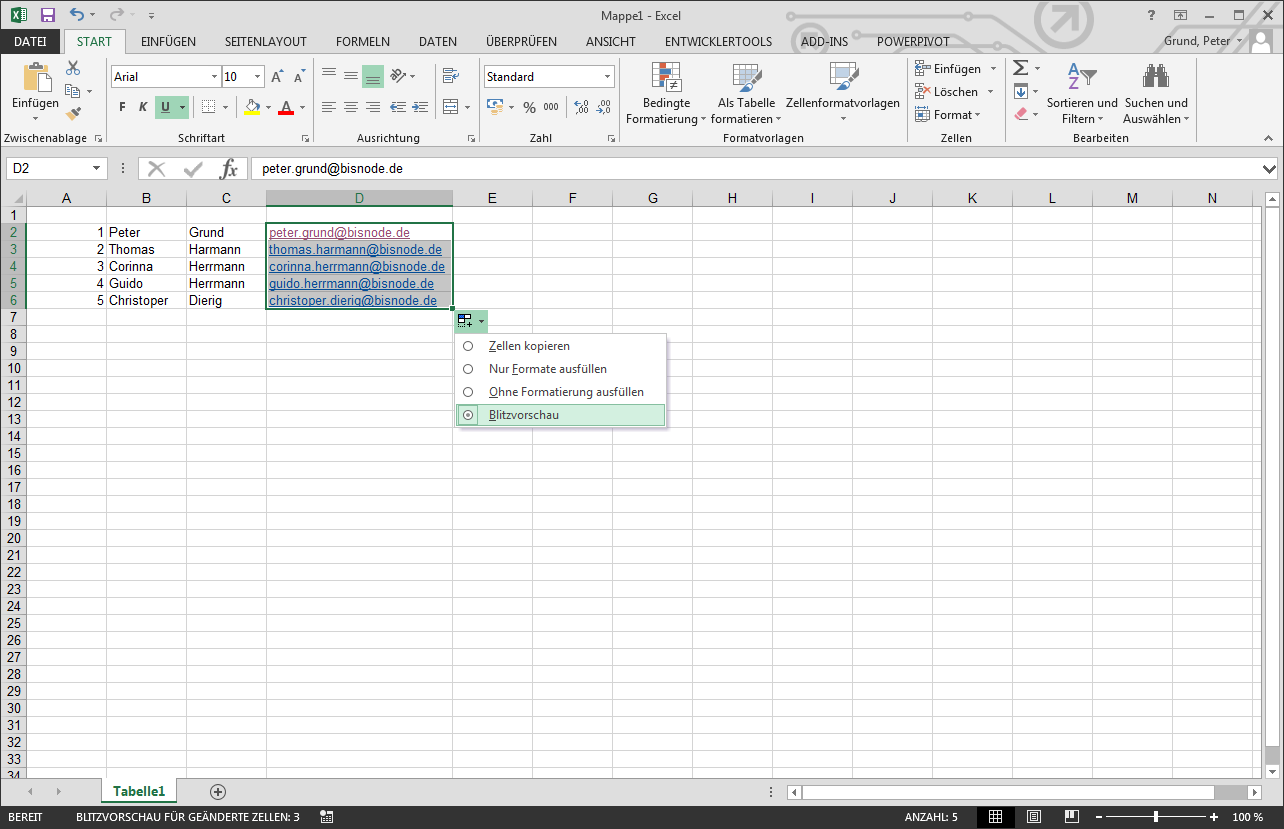 Mappe1 - Excel
?
DATEI START EINFÜGEN SEITENLAYOUT FORMELN DATEN ÜBERPRÜFEN ANSICHT ENTWICKLERTOOLS ADD-INS POWERPIVOT Grund, Peter
Einfügen
Zwischenablage
Arial 10
F K U
Schriftart
Ausrichtung
Standard
% 000
Zahl
Bedingte Formatierung
Als Tabelle formatieren
Zellenformatvorlagen
Formatvorlagen
Einfügen
Löschen
Format
Zellen
Sortieren und Filtern
Suchen und Auswählen
Bearbeiten
D2 fx peter.grund@bisnode.de
A B C D E F G H I J K L M N
1
2 1 Peter Grund peter.grund@bisnode.de
3 2 Thomas Harmann thomas.harmann@bisnode.de
4 3 Corinna Herrmann corinna.herrmann@bisnode.de
5 4 Guido Herrmann guido.herrmann@bisnode.de
6 5 Christoper Dierig christoper.dierig@bisnode.de
7
8
9
10
11
12
13
14
15
16
17
18
19
20
21
22
23
24
25
26
27
28
29
30
31
32
33
34
Zellen kopieren
Nur Formate ausfüllen
Ohne Formatierung ausfüllen
Blitzvorschau
Tabelle1
BEREIT BLITZVORSCHAU FÜR GEÄNDERTE ZELLEN: 3 ANZAHL: 5 100 %